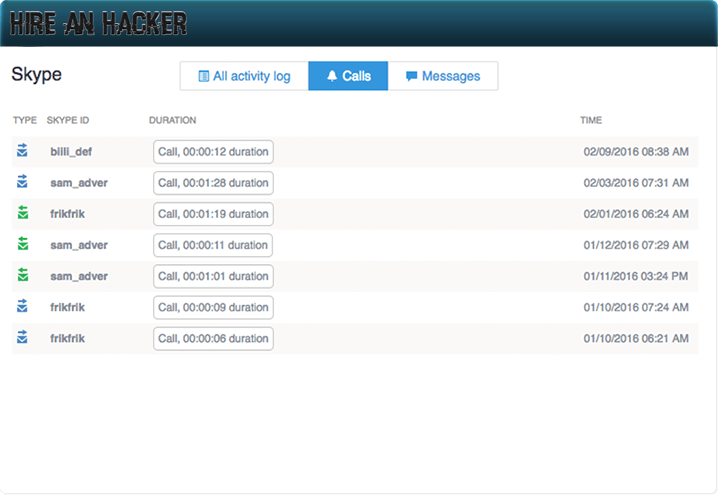 HIRE AN HACKER
Skype
All activity log Calls Messages
TYPE SKYPE ID DURATION TIME
biili_def Call, 00:00:12 duration 02/09/2016 08:38 AM
sam_adver Call, 00:01:28 duration 02/03/2016 07:31 AM
frikfrik Call, 00:01:19 duration 02/01/2016 06:24 AM
sam_adver Call, 00:00:11 duration 01/12/2016 07:29 AM
sam_adver Call, 00:01:01 duration 01/11/2016 03:24 PM
frikfrik Call, 00:00:09 duration 01/10/2016 07:24 AM
frikfrik Call, 00:00:06 duration 01/10/2016 06:21 AM